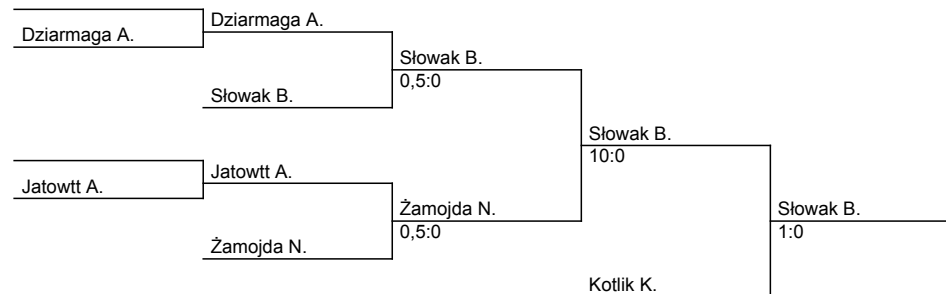 Dziarmaga A.
Dziarmaga A.
Słowak B.
0,5:0
Słowak B.
Słowak B.
10:0
Jatowtt A.
Jatowtt A.
Żamojda N.
0,5:0
Słowak B.
1:0
Żamojda N.
Kotlik K.